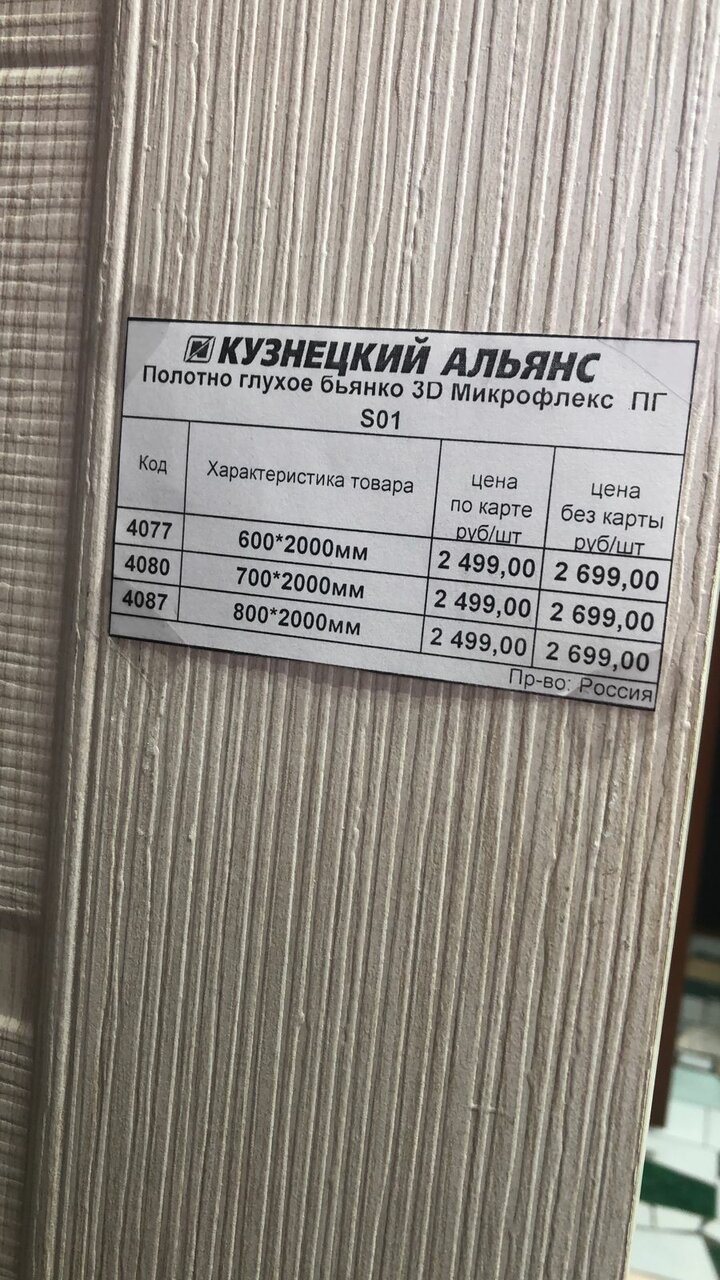 КУЗНЕЦКИЙ АЛЬЯНС
Полотно глухое бьянко 3D Микрофлекс ПГ
S01
Код Характеристика товара цена по карте руб/шт цена без карты руб/шт
4077 600*2000мм 2 499,00 2 699,00
4080 700*2000мм 2 499,00 2 699,00
4087 800*2000мм 2 499,00 2 699,00
Пр-во: Россия